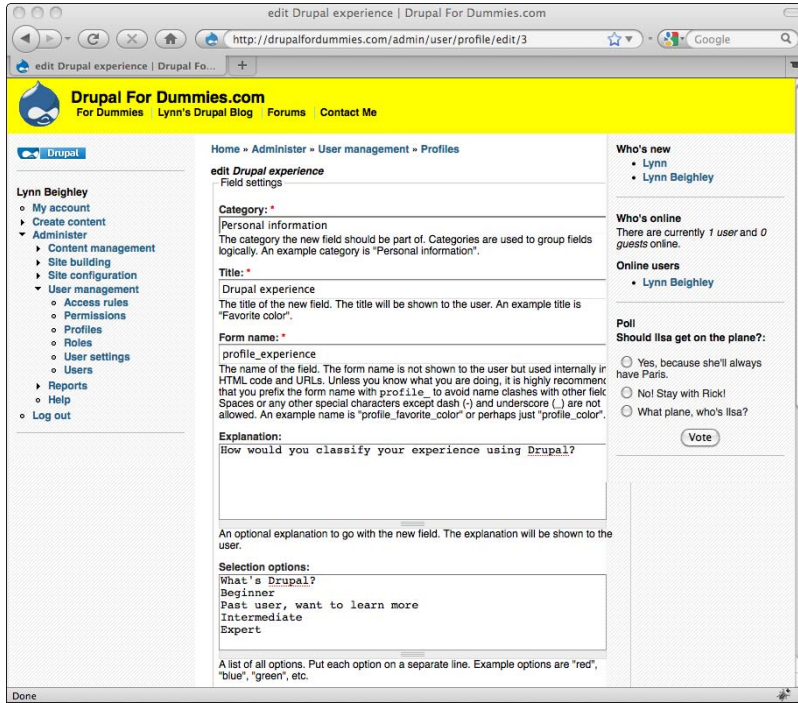 edit Drupal experience | Drupal For Dummies.com
http://drupalfordummies.com/admin/user/profile/edit/3
Google
edit Drupal experience | Drupal Fo...
+
Drupal For Dummies.com
For Dummies | Lynn's Drupal Blog | Forums | Contact Me
Drupal
Lynn Beighley
My account
Create content
Administer
Content management
Site building
Site configuration
User management
Access rules
Permissions
Profiles
Roles
User settings
Users
Reports
Help
Log out
Home » Administer » User management » Profiles
edit Drupal experience
Field settings
Category: *
Personal information
The category the new field should be part of. Categories are used to group fields
logically. An example category is "Personal information".
Title: *
Drupal experience
The title of the new field. The title will be shown to the user. An example title is
"Favorite color".
Form name: *
profile_experience
The name of the field. The form name is not shown to the user but used internally in
HTML code and URLs. Unless you know what you are doing, it is highly recommend
that you prefix the form name with profile_ to avoid name clashes with other field
Spaces or any other special characters except dash (-) and underscore (_) are not
allowed. An example name is "profile_favorite_color" or perhaps just "profile_color".
Explanation:
How would you classify your experience using Drupal?
An optional explanation to go with the new field. The explanation will be shown to the
user.
Selection options:
What's Drupal?
Beginner
Past user, want to learn more
Intermediate
Expert
A list of all options. Put each option on a separate line. Example options are "red",
"blue", "green", etc.
Who's new
Lynn
Lynn Beighley
Who's online
There are currently 1 user and 0
guests online.
Online users
Lynn Beighley
Poll
Should Ilsa get on the plane?:
Yes, because she'll always
have Paris.
No! Stay with Rick!
What plane, who's Ilsa?
Vote
Done